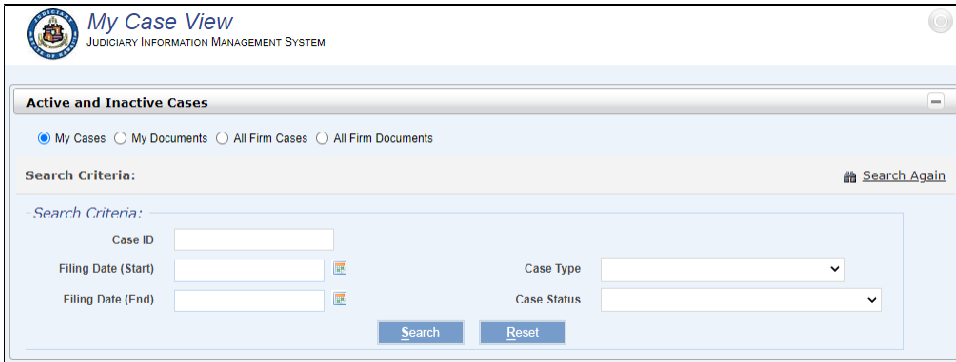 My Case View
JUDICIARY INFORMATION MANAGEMENT SYSTEM
Active and Inactive Cases
My Cases My Documents All Firm Cases All Firm Documents
Search Criteria: Search Again
Search Criteria:
Case ID
Filing Date (Start) Case Type
Filing Date (End) Case Status
Search Reset